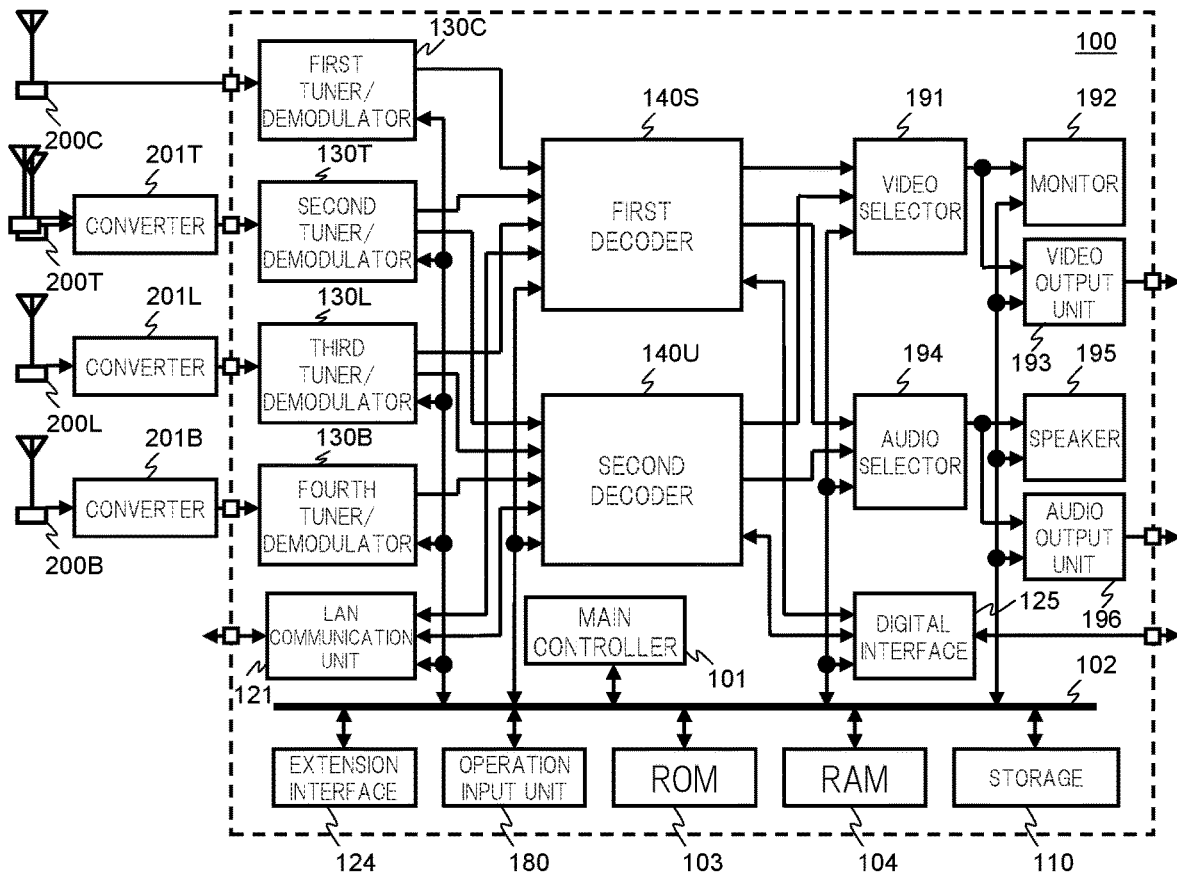 130C
100
FIRST
TUNER/
DEMODULATOR
200C
140S
191
192
201T
130T
CONVERTER
SECOND
TUNER/
DEMODULATOR
FIRST
DECODER
VIDEO
SELECTOR
MONITOR
200T
VIDEO
OUTPUT
UNIT
193
201L
130L
CONVERTER
THIRD
TUNER/
DEMODULATOR
200L
140U
194
195
201B
130B
CONVERTER
FOURTH
TUNER/
DEMODULATOR
SECOND
DECODER
AUDIO
SELECTOR
SPEAKER
200B
AUDIO
OUTPUT
UNIT
196
LAN
COMMUNICATION
UNIT
121
MAIN
CONTROLLER
101
DIGITAL
INTERFACE
125
102
EXTENSION
INTERFACE
OPERATION
INPUT UNIT
ROM
RAM
STORAGE
124
180
103
104
110